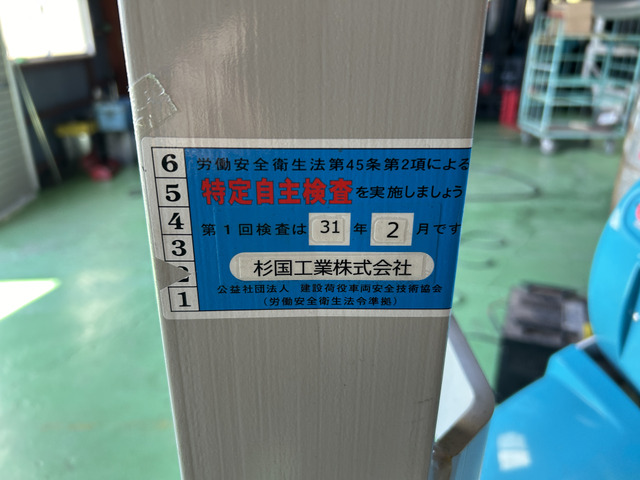 労働安全衛生法第45条第2項による
特定自主検査を実施しましょう
第1回検査は 31 年 2 月です
杉国工業株式会社
公益社団法人 建設荷役車両安全技術協会
(労働安全衛生法令準拠)
6
5
4
3
2
1